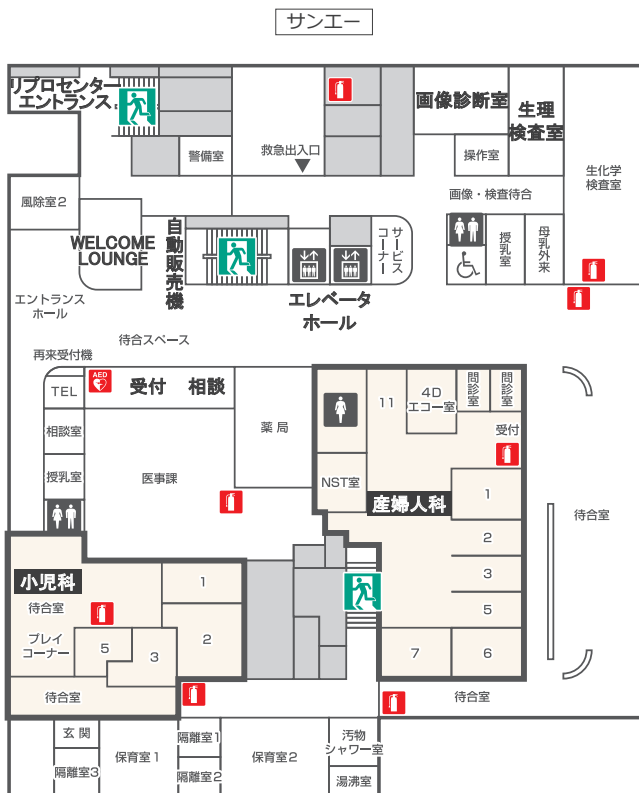 サンエー
リプロセンター
エントランス
警備室
救急出入口
画像診断室
生理
検査室
操作室
生化学
検査室
画像・検査待合
風除室2
WELCOME
LOUNGE
自動販売機
サービス
コーナー
授乳室
母乳外来
エレベータ
ホール
エントランス
ホール
待合スペース
再来受付機
TEL
AED
受付 相談
相談室
授乳室
医事課
薬局
11
4D
エコー室
問診室
問診室
受付
NST室
産婦人科
1
2
3
5
6
7
待合室
小児科
待合室
プレイ
コーナー
1
2
3
5
待合室
待合室
玄関
隔離室3
保育室1
隔離室1
隔離室2
保育室2
汚物
シャワー室
湯沸室